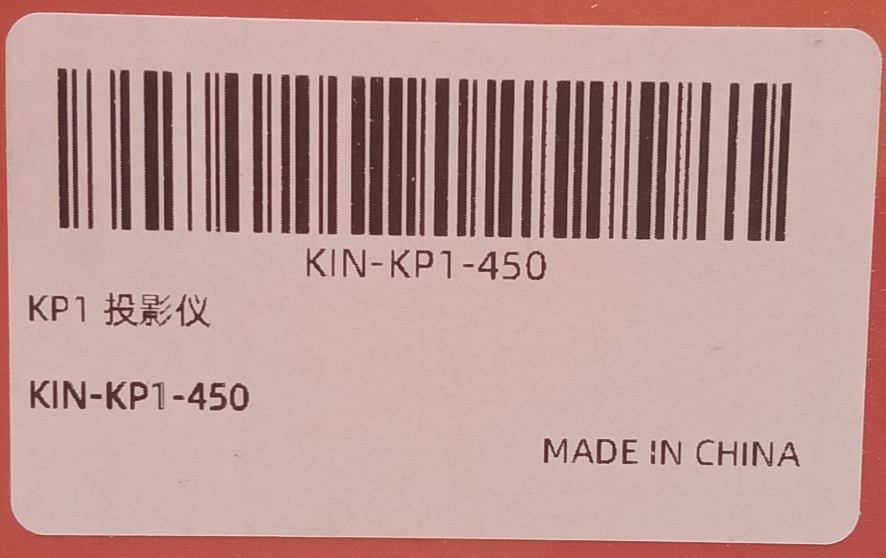 KIN-KP1-450
KP1 投影仪
KIN-KP1-450
MADE IN CHINA